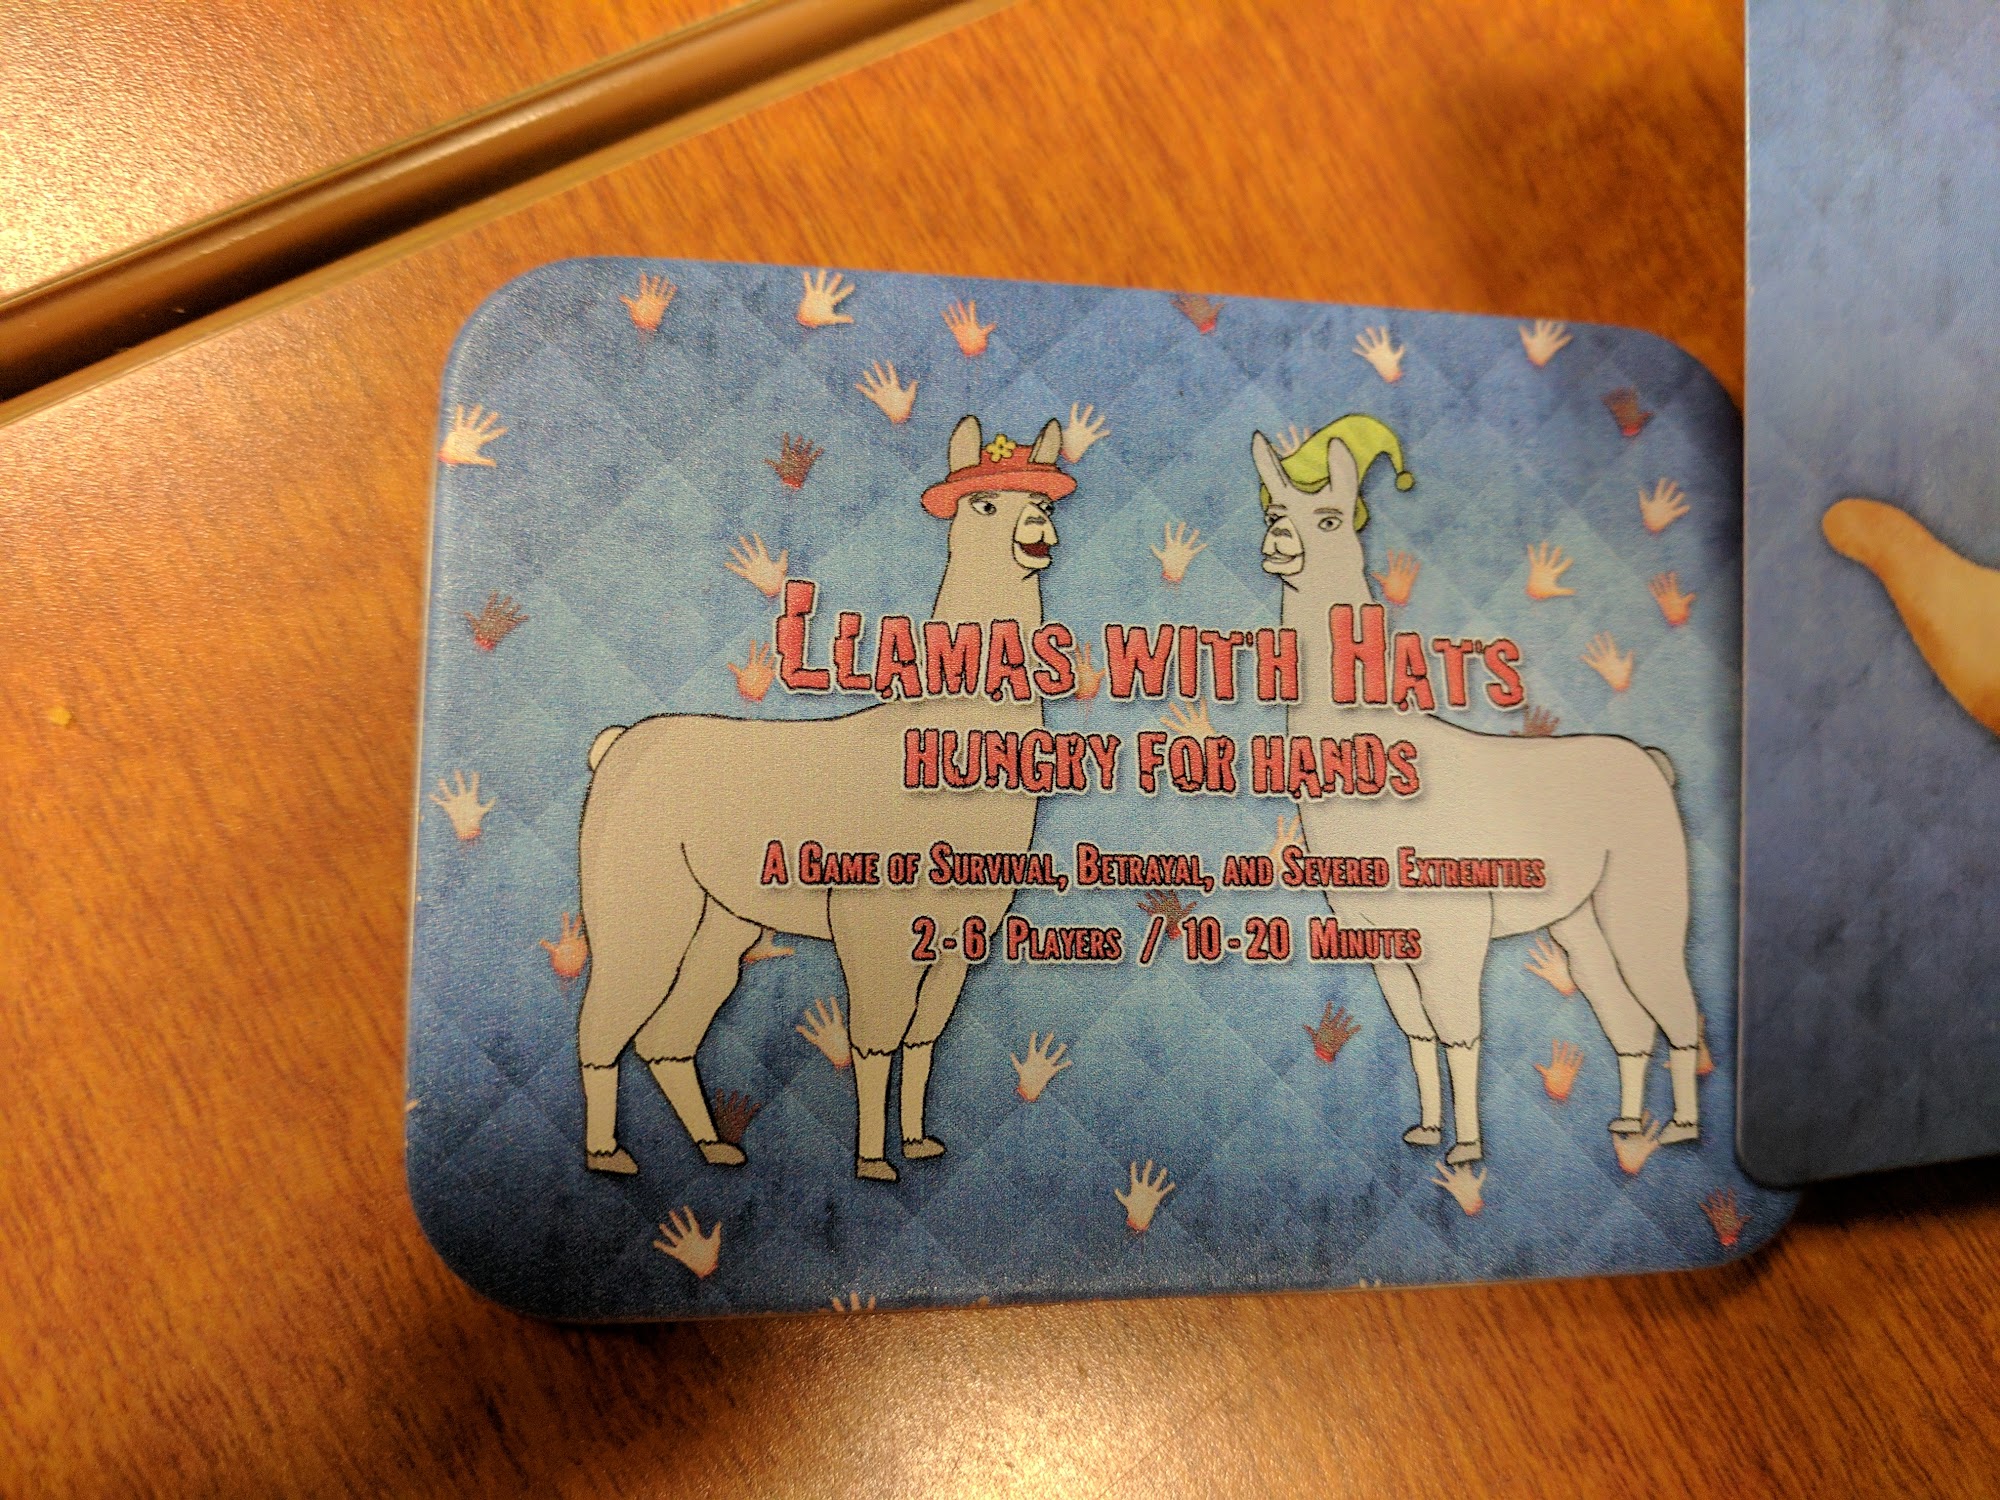 Llamas with Hats
Hungry for Hands
A Game of Survival, Betrayal, and Severed Extremities
2-6 Players / 10-20 Minutes